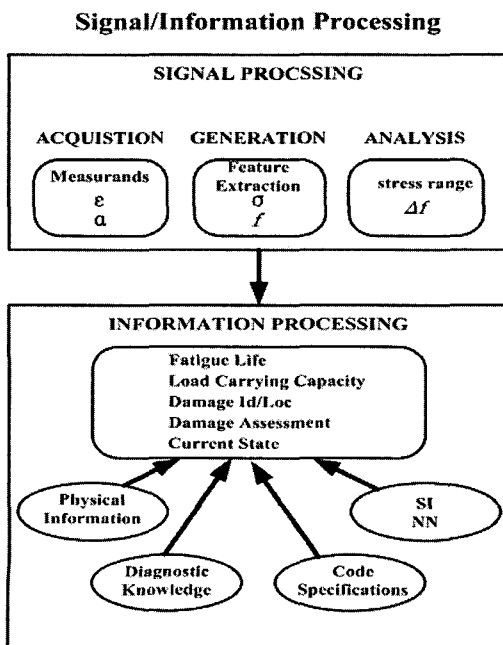 Signal/Information Processing
SIGNAL PROCSSING
ACQUISTION GENERATION ANALYSIS
Measurands
ε
α
Feature
Extraction
σ
f
stress range
Δf
INFORMATION PROCESSING
Fatigue Life
Load Carrying Capacity
Damage Id/Loc
Damage Assessment
Current State
Physical
Information
SI
NN
Diagnostic
Knowledge
Code
Specifications